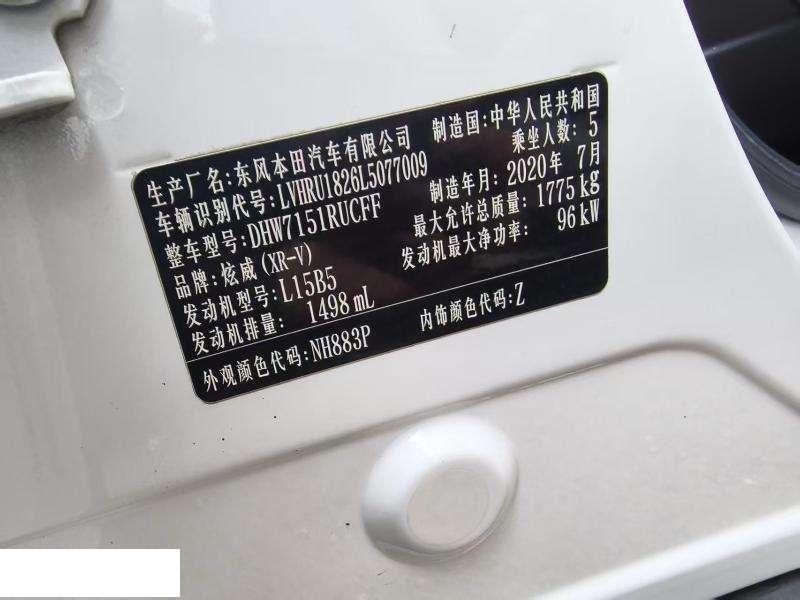 生产厂名:东风本田汽车有限公司 制造国:中华人民共和国
车辆识别代号:LVHRU1826L5077009 乘坐人数: 5
整车型号:DHW7151RUCFF 制造年月: 2020年 7月
品牌:炫威(XR-V) 最大允许总质量: 1775kg
发动机型号:L15B5 发动机最大净功率: 96kW
发动机排量: 1498 mL
外观颜色代码:NH883P 内饰颜色代码:Z